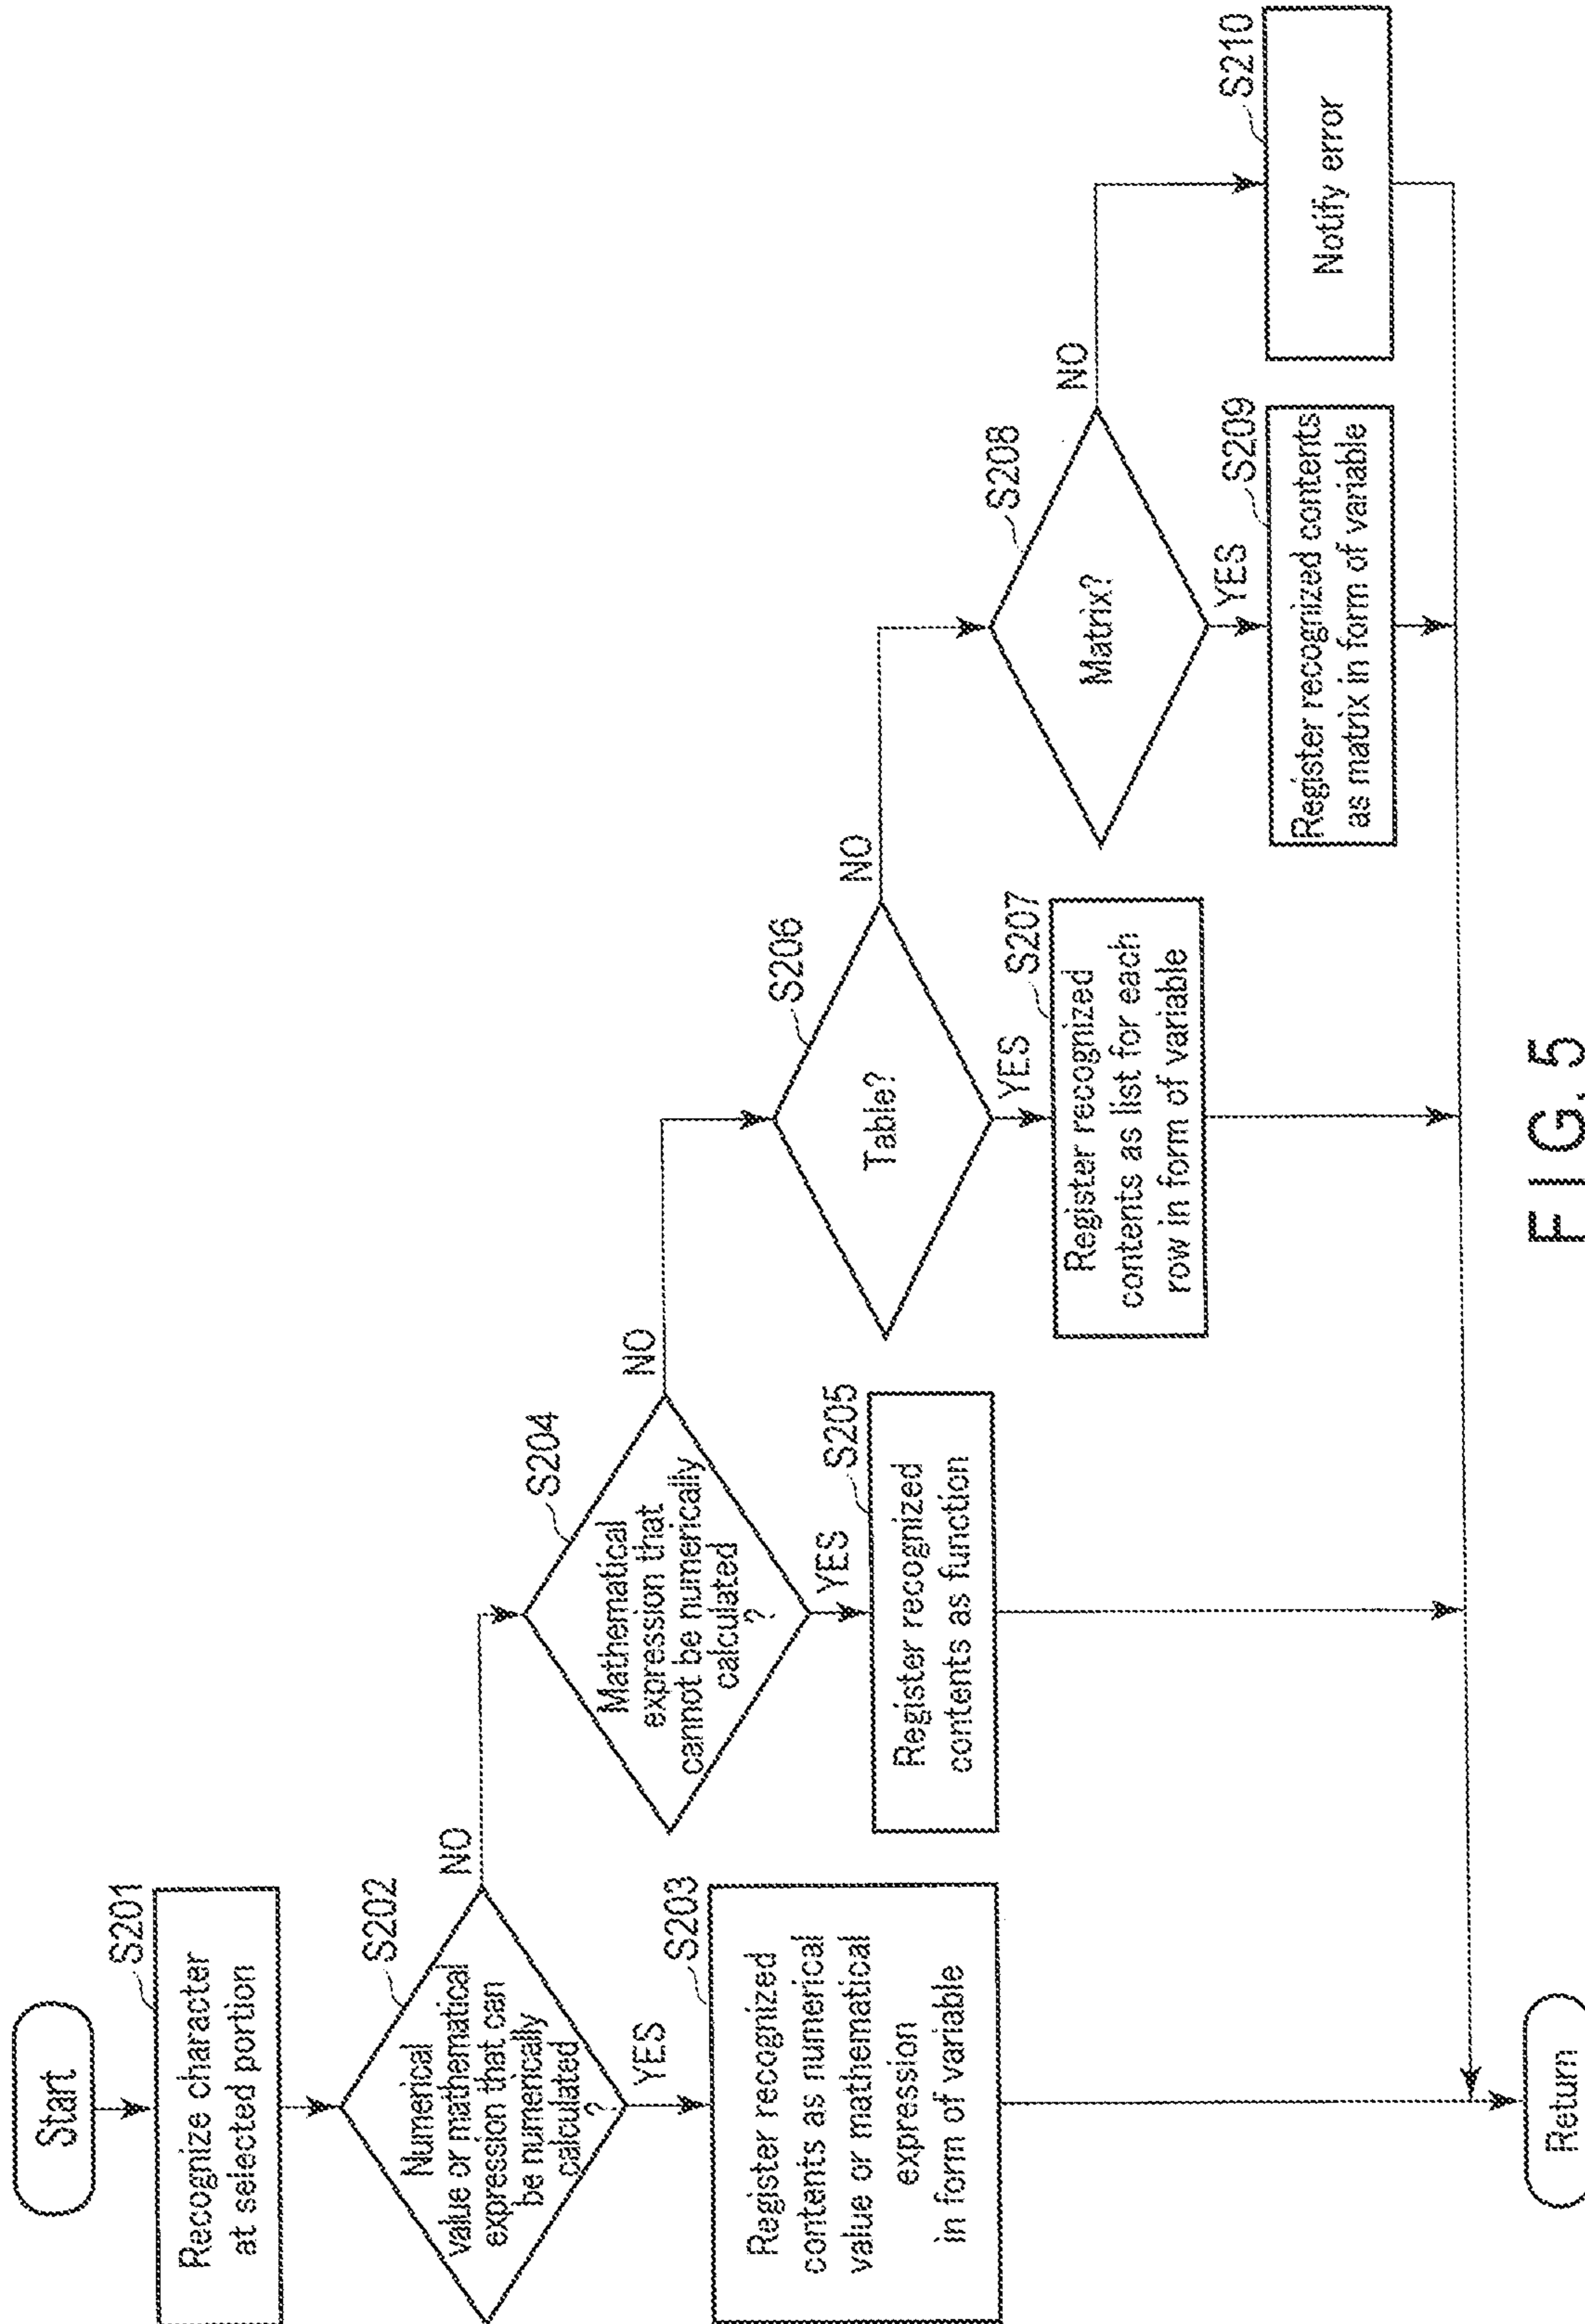 Start
S201
Recognize character
at selected portion
S202
Numerical
value or mathematical
expression that can
be numerically
calculated
?
NO
YES
S203
Register recognized
contents as numerical
value or mathematical
expression
in form of variable
S204
Mathematical
expression that
cannot be numerically
calculated
?
NO
YES
S205
Register recognized
contents as function
S206
Table?
NO
YES
S207
Register recognized
contents as list for each
row in form of variable
S208
Matrix?
NO
YES
S209
Register recognized contents
as matrix in form of variable
S210
Notify error
Return
FIG. 5